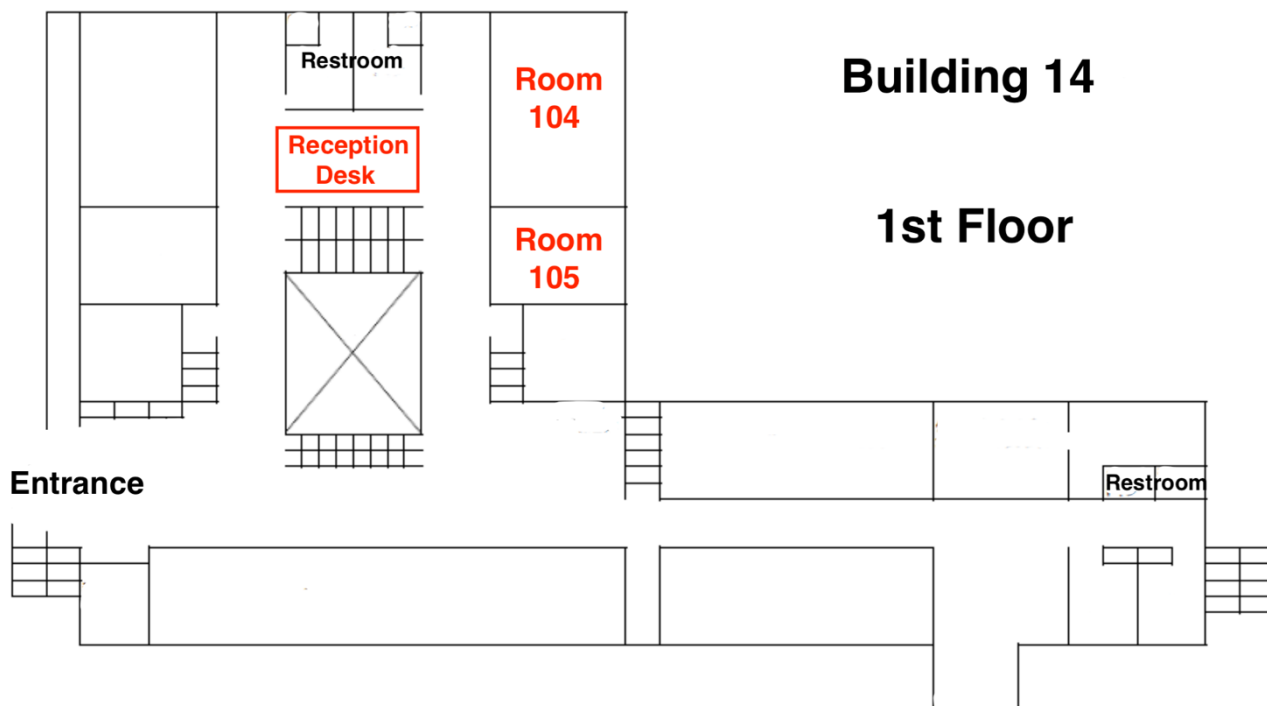 Restroom
Room
104
Building 14
Reception
Desk
1st Floor
Room
105
Entrance
Restroom